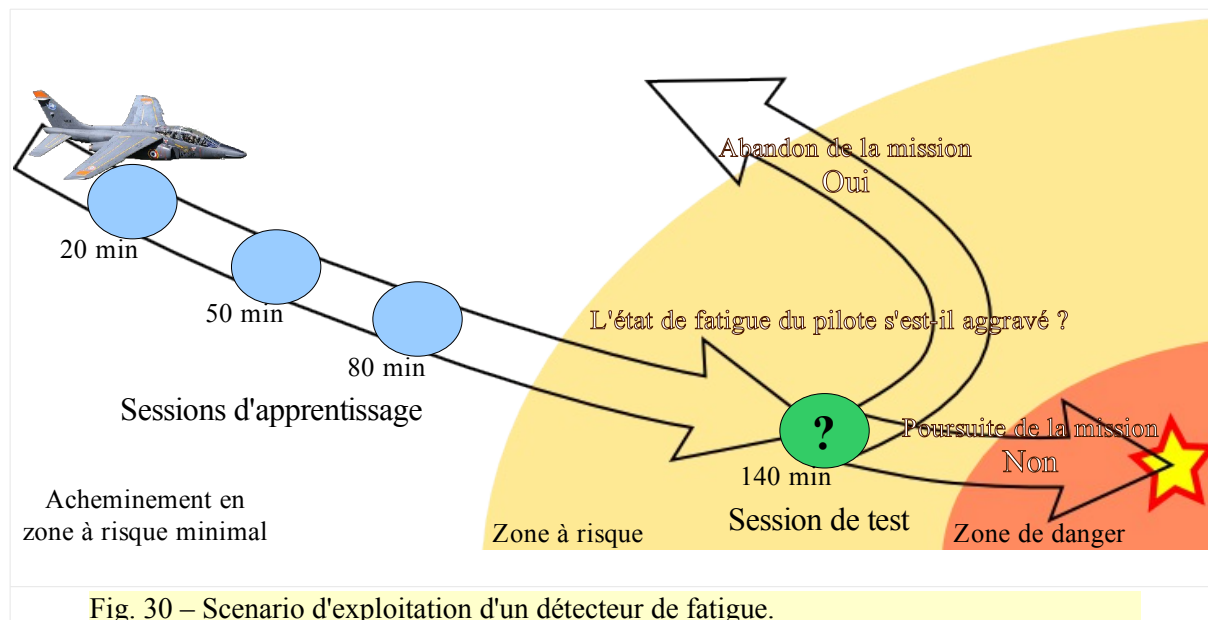 Abandon de la mission
Oui
20 min
50 min
L'état de fatigue du pilote s'est-il aggravé ?
80 min
Sessions d'apprentissage
?
Poursuite de la mission
Non
140 min
Acheminement en
zone à risque minimal
Session de test
Zone à risque
Zone de danger
Fig. 30 – Scenario d'exploitation d'un détecteur de fatigue.